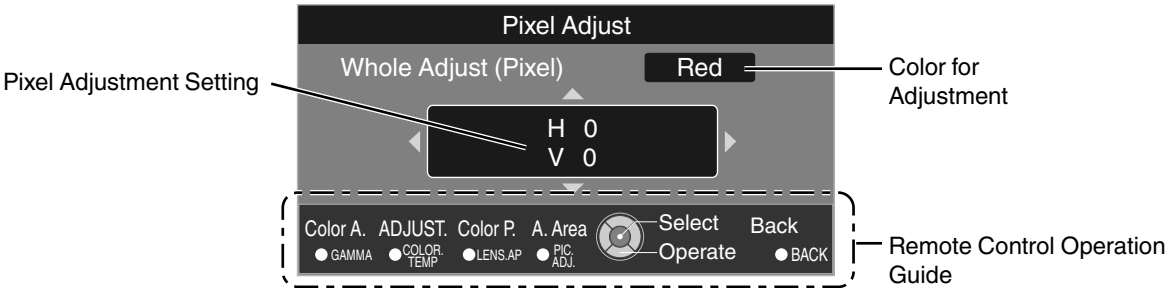 Pixel Adjust
Whole Adjust (Pixel) Red
Pixel Adjustment Setting
Color for
Adjustment
H 0
V 0
Color A. ADJUST. Color P. A. Area Select Back
GAMMA COLOR. TEMP LENS.AP PIC. ADJ. Operate BACK
Remote Control Operation
Guide